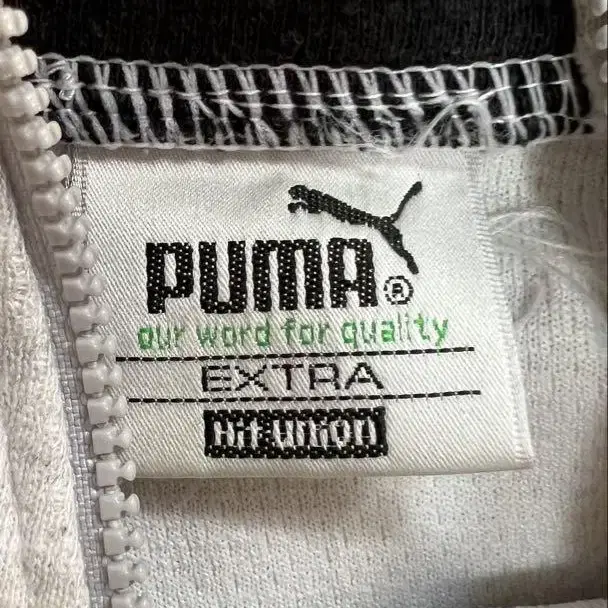 PUMA®
our word for quality
EXTRA
Hit union